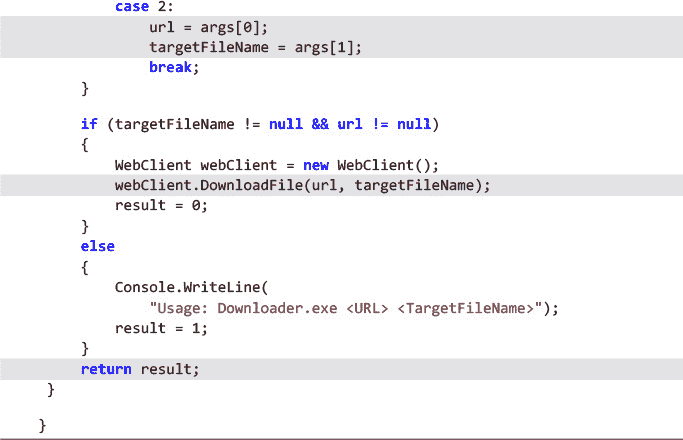 case 2:
url = args[0];
targetFileName = args[1];
break;
}
if (targetFileName != null && url != null)
{
WebClient webClient = new WebClient();
webClient.DownloadFile(url, targetFileName);
result = 0;
}
else
{
Console.WriteLine(
"Usage: Downloader.exe <URL> <TargetFileName>");
result = 1;
}
return result;
}
}